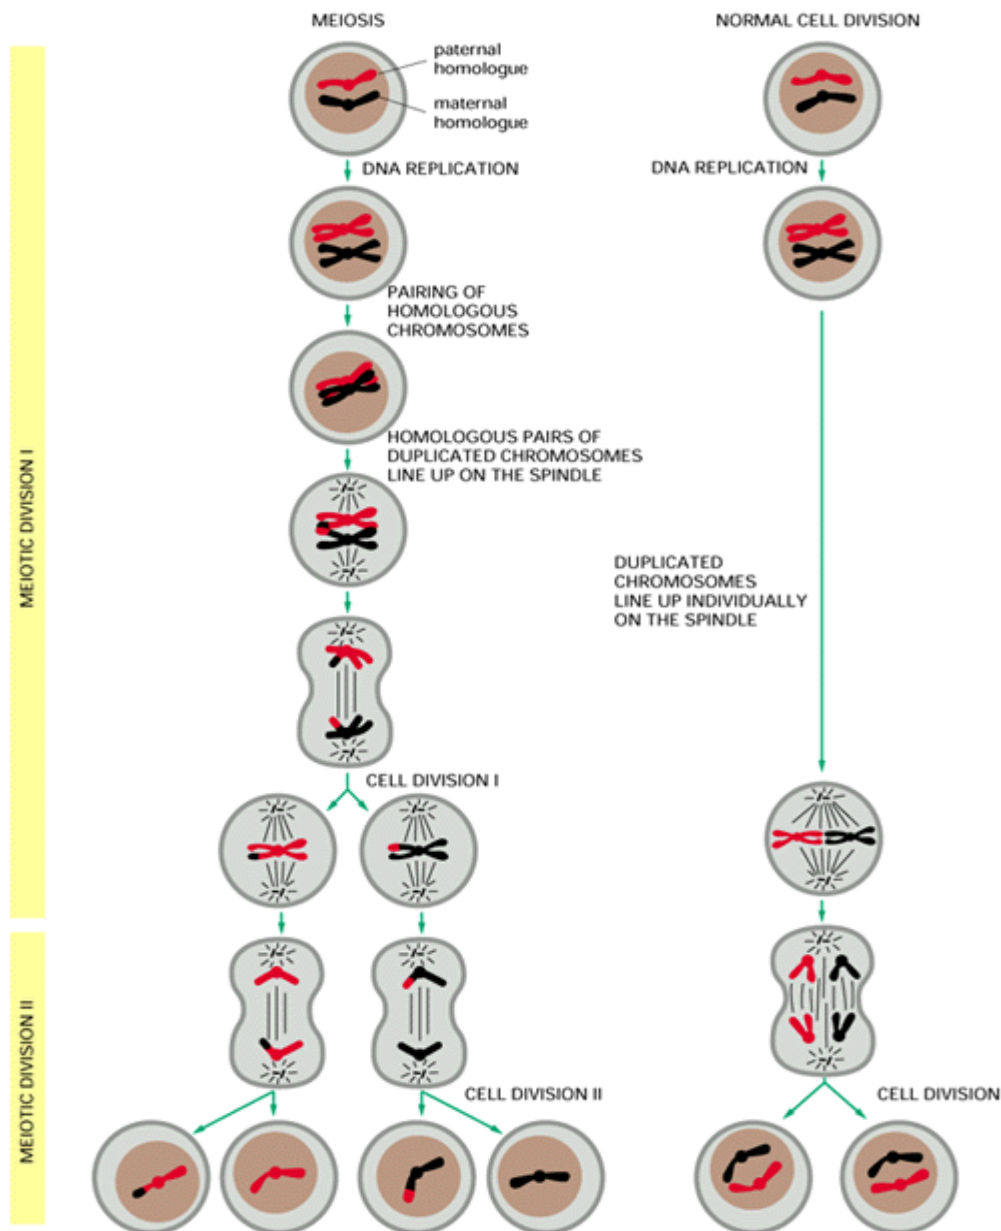 MEIOSIS
NORMAL CELL DIVISION
paternal
homologue
maternal
homologue
DNA REPLICATION
DNA REPLICATION
PAIRING OF
HOMOLOGOUS
CHROMOSOMES
HOMOLOGOUS PAIRS OF
DUPLICATED CHROMOSOMES
LINE UP ON THE SPINDLE
MEIOTIC DIVISION I
DUPLICATED
CHROMOSOMES
LINE UP INDIVIDUALLY
ON THE SPINDLE
CELL DIVISION I
MEIOTIC DIVISION II
CELL DIVISION II
CELL DIVISION